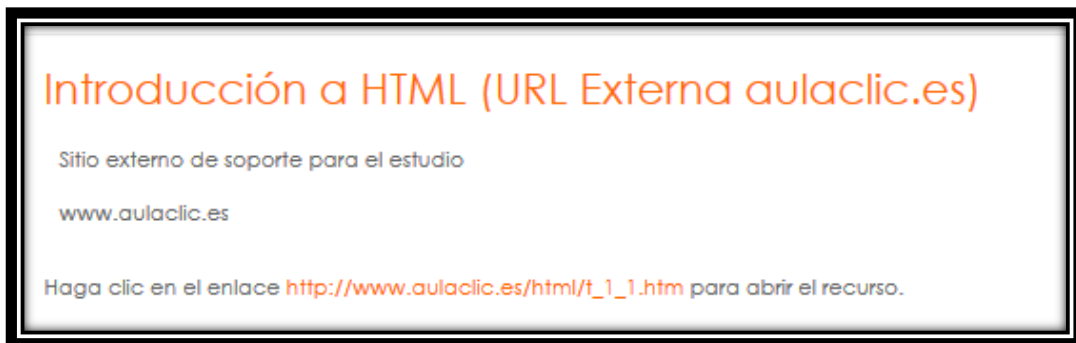 Introducción a HTML (URL Externa aulaclic.es)
Sitio externo de soporte para el estudio
www.aulaclic.es
Haga clic en el enlace http://www.aulaclic.es/html/t_1_1.htm para abrir el recurso.